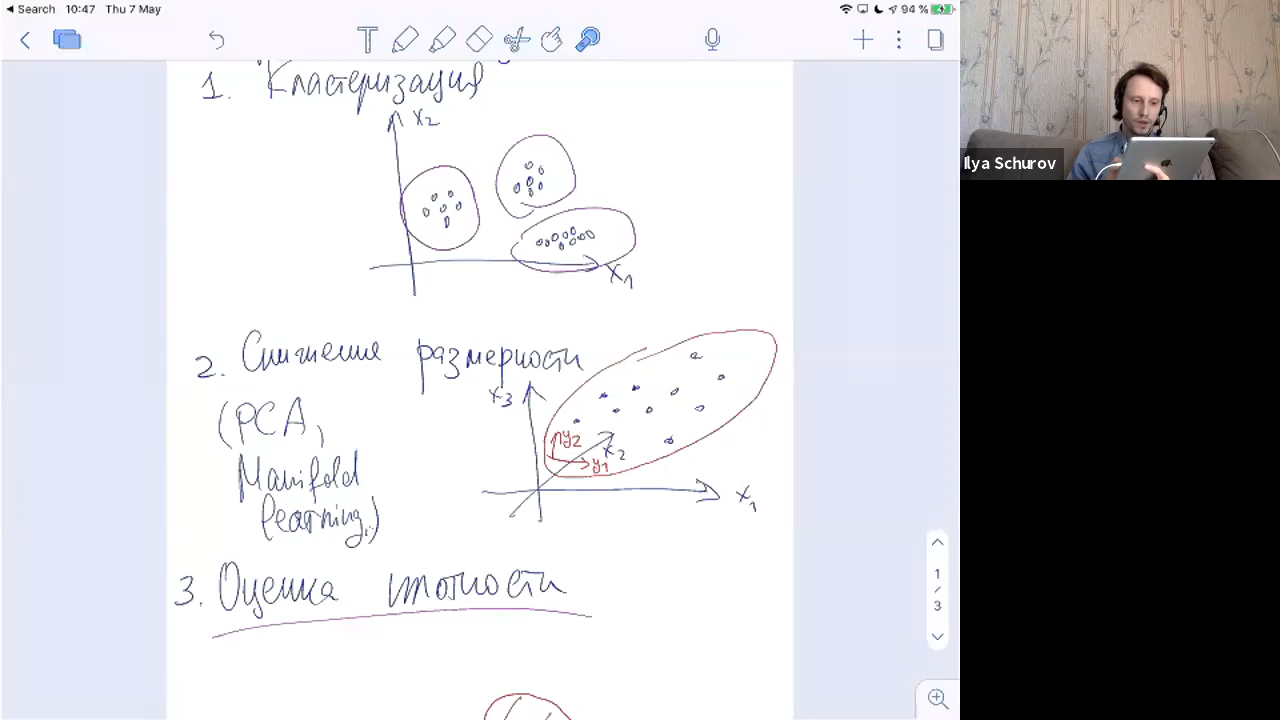 Search 10:47 Thu 7 May
94 %
T
1. "Кластеризация"
x2
x1
2. Снижение размерности
x3
(PCA,
y2
x2
y1
Manifold
x1
learning..)
3. Оценка плотности
1
/
3
Ilya Schurov